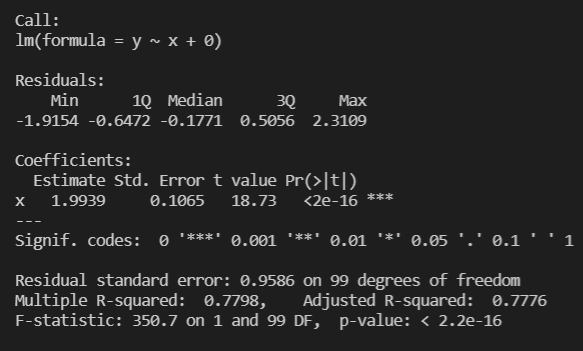 Call:
lm(formula = y ~ x + 0)
Residuals:
    Min      1Q  Median      3Q     Max
-1.9154 -0.6472 -0.1771  0.5056  2.3109
Coefficients:
  Estimate Std. Error t value Pr(>|t|)
x   1.9939     0.1065   18.73   <2e-16 ***
---
Signif. codes:  0 '***' 0.001 '**' 0.01 '*' 0.05 '.' 0.1 ' ' 1
Residual standard error: 0.9586 on 99 degrees of freedom
Multiple R-squared:  0.7798,    Adjusted R-squared:  0.7776
F-statistic: 350.7 on 1 and 99 DF,  p-value: < 2.2e-16